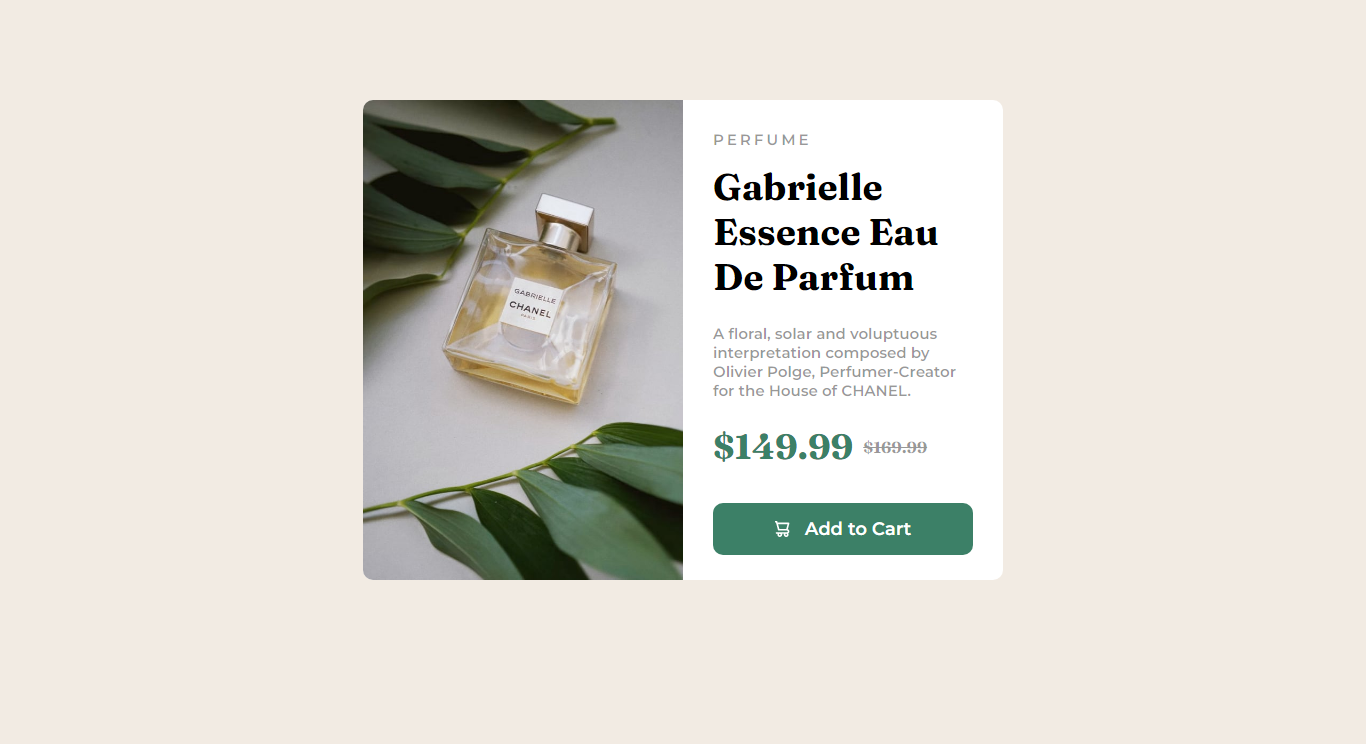 GABRIELLE
CHANEL
PARIS
PERFUME
Gabrielle
Essence Eau
De Parfum
A floral, solar and voluptuous
interpretation composed by
Olivier Polge, Perfumer-Creator
for the House of CHANEL.
$149.99 $169.99
Add to Cart